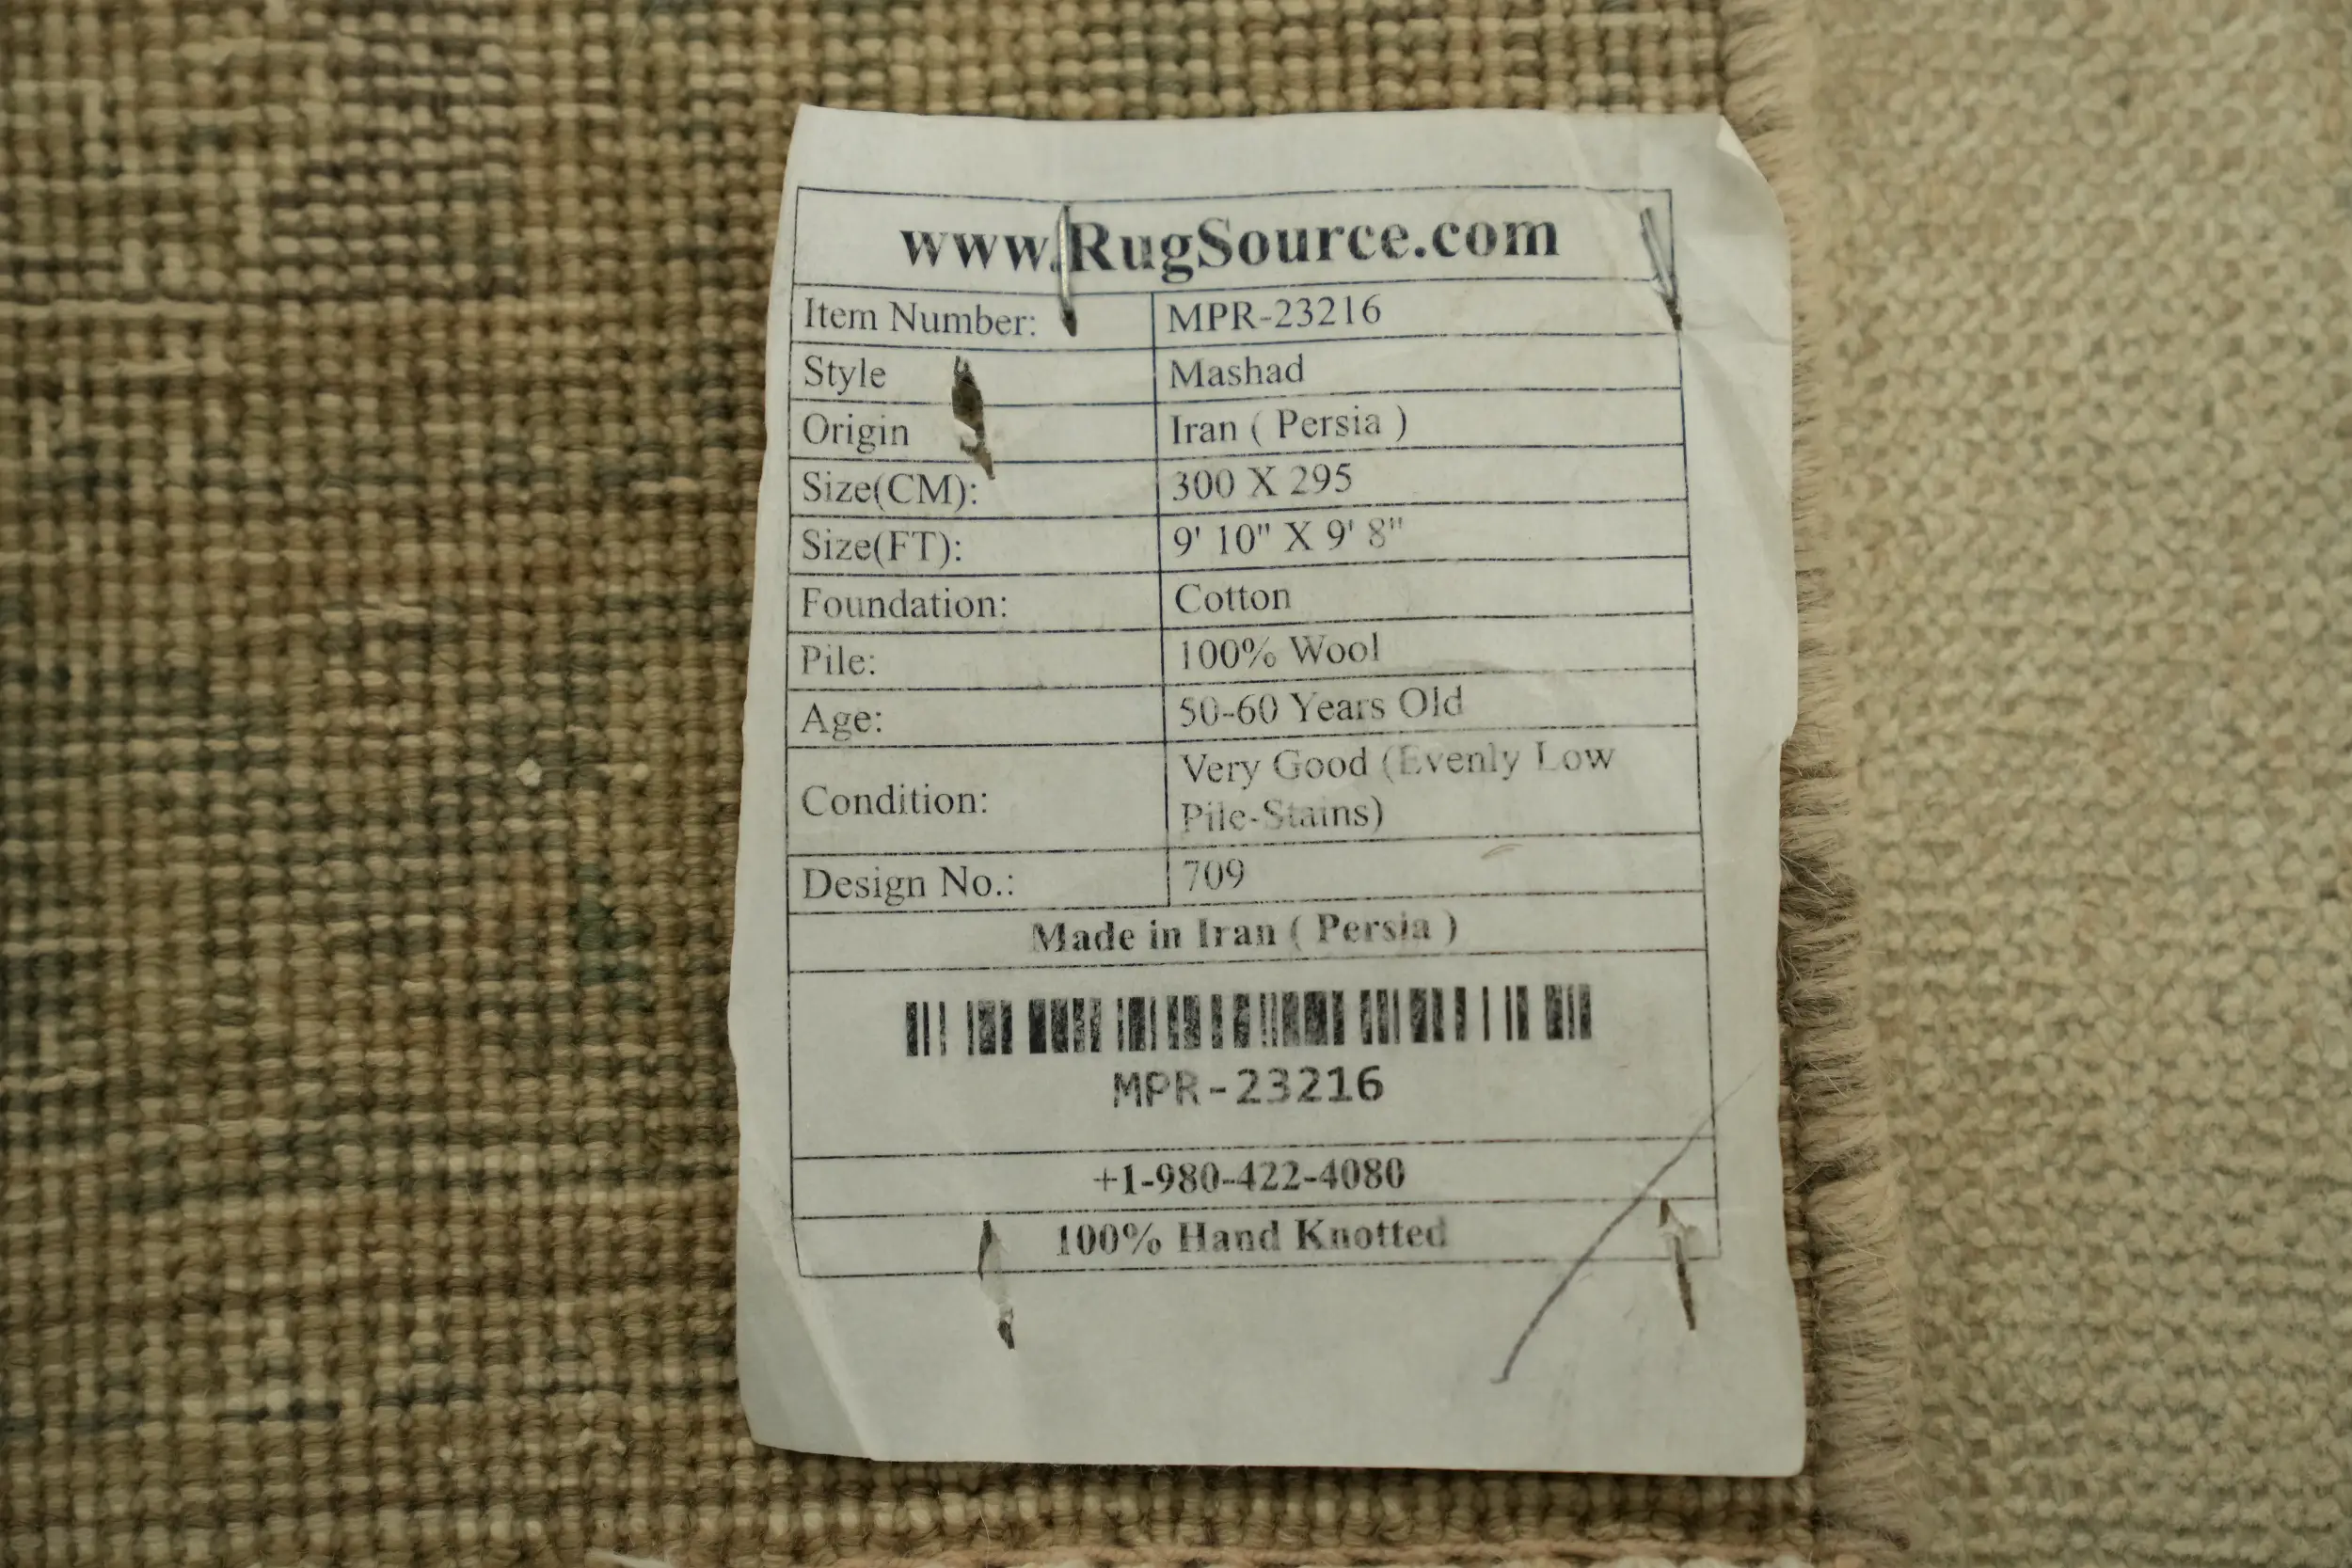 www.RugSource.com
Item Number: MPR-23216
Style Mashad
Origin Iran ( Persia )
Size(CM): 300 X 295
Size(FT): 9' 10" X 9' 8"
Foundation: Cotton
Pile: 100% Wool
Age: 50-60 Years Old
Condition: Very Good (Evenly Low
Pile-Stains)
Design No.: 709
Made in Iran ( Persia )
MPR-23216
+1-980-422-4080
100% Hand Knotted